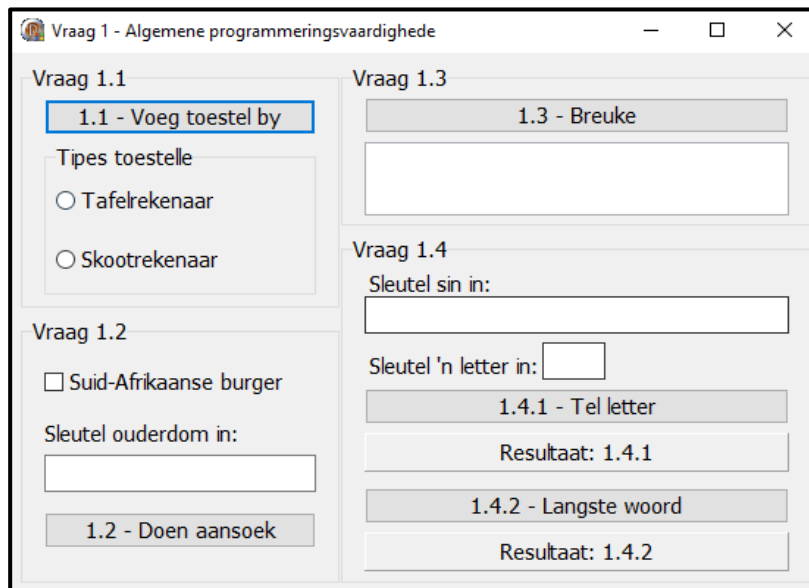 Vraag 1 - Algemene programmeringsvaardighede
Vraag 1.1
1.1 - Voeg toestel by
Tipes toestelle
Tafelrekenaar
Skootrekenaar
Vraag 1.2
Suid-Afrikaanse burger
Sleutel ouderdom in:
1.2 - Doen aansoek
Vraag 1.3
1.3 - Breuke
Vraag 1.4
Sleutel sin in:
Sleutel 'n letter in:
1.4.1 - Tel letter
Resultaat: 1.4.1
1.4.2 - Langste woord
Resultaat: 1.4.2